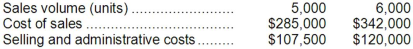 Sales volume (units) ........................ 5,000 6,000
Cost of sales .................................... $285,000 $342,000
Selling and administrative costs ......... $107,500 $120,000